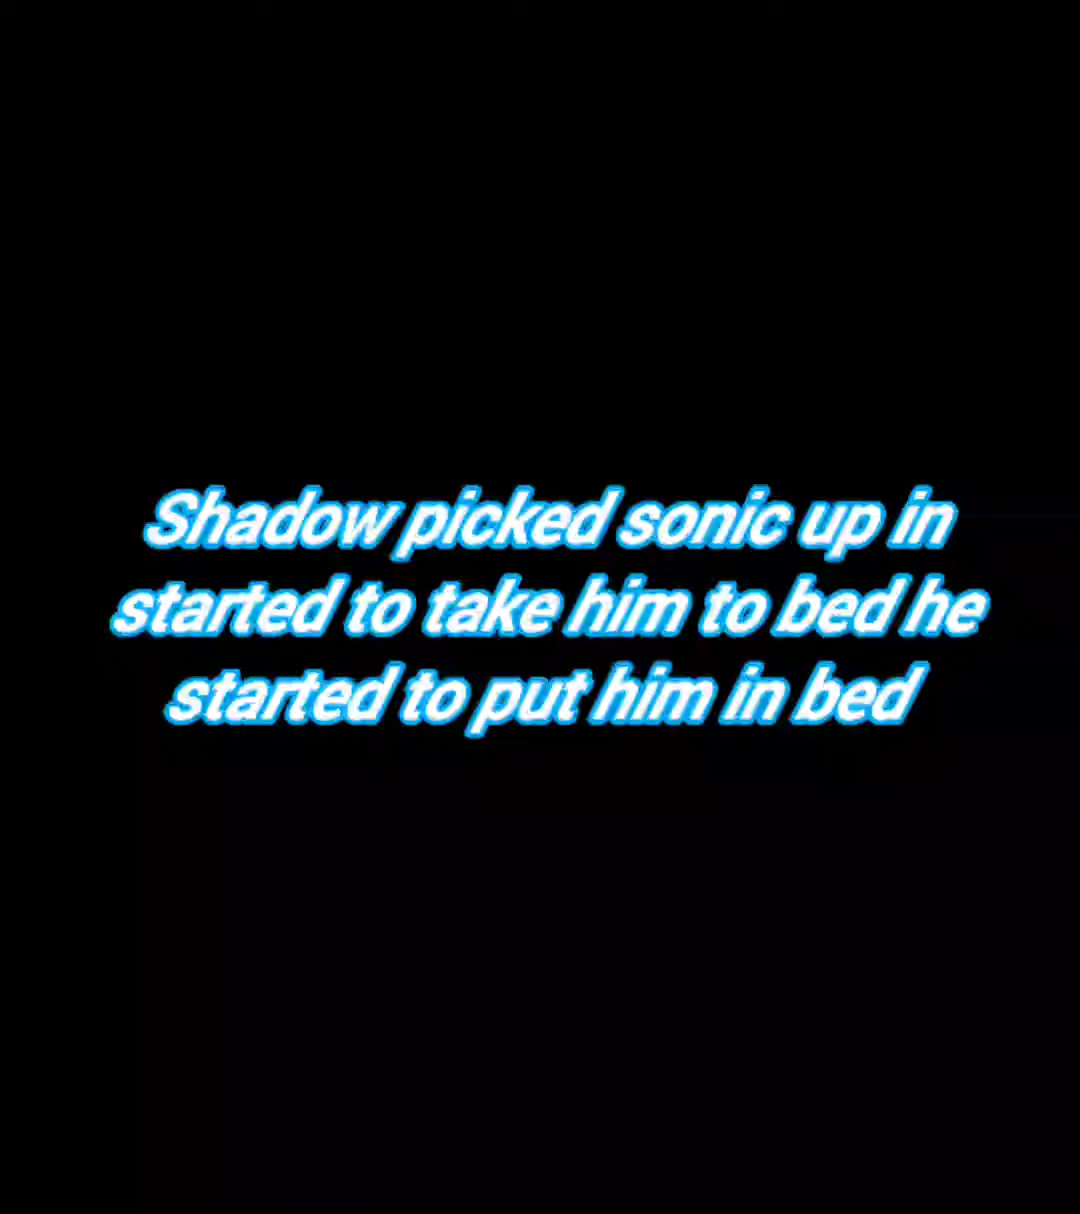 Shadow picked sonic up in
started to take him to bed he
started to put him in bed